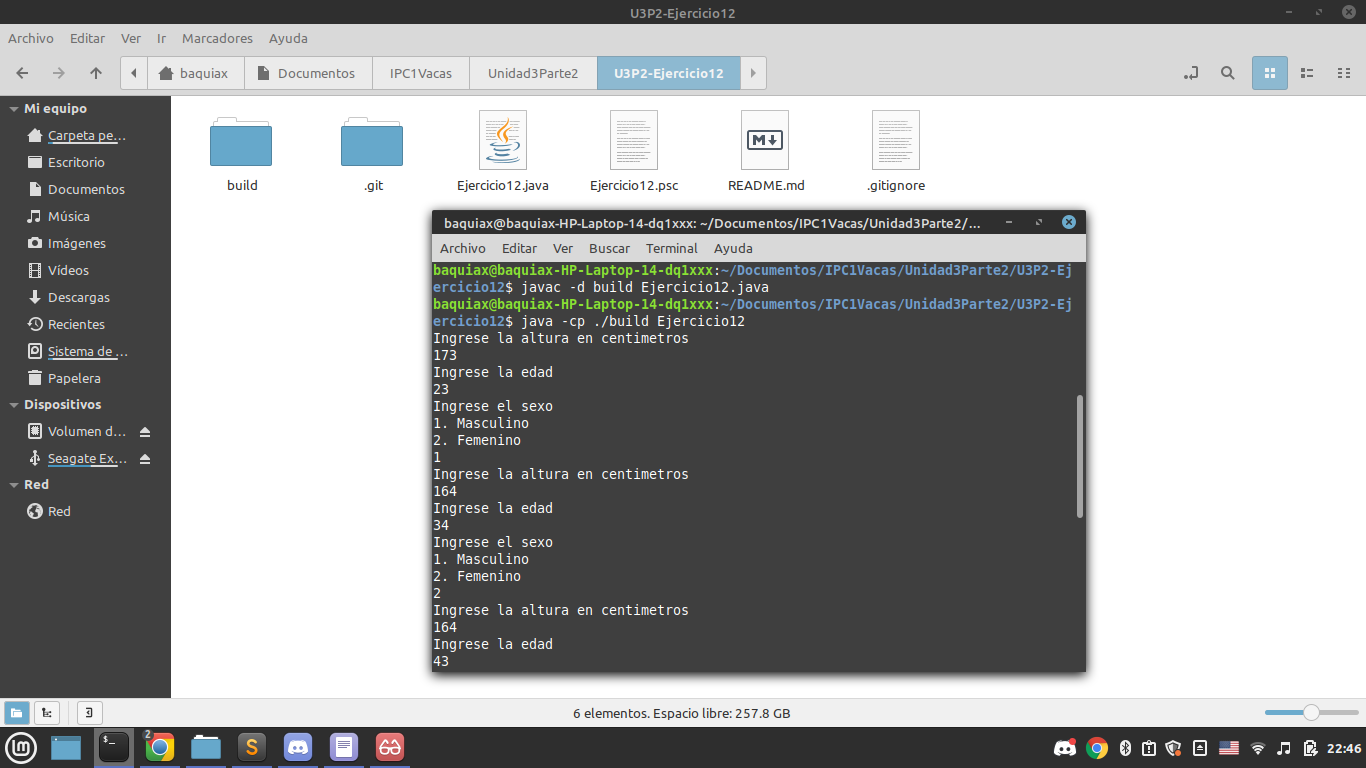 U3P2-Ejercicio12
Archivo Editar Ver Ir Marcadores Ayuda
baquiax Documentos IPC1Vacas Unidad3Parte2 U3P2-Ejercicio12
Mi equipo
Carpeta pe...
Escritorio
Documentos
Música
Imágenes
Vídeos
Descargas
Recientes
Sistema de ...
Papelera
Dispositivos
Volumen d...
Seagate Ex...
Red
Red
build .git Ejercicio12.java Ejercicio12.psc README.md .gitignore
M
baquiax@baquiax-HP-Laptop-14-dq1xxx: ~/Documentos/IPC1Vacas/Unidad3Parte2/...
Archivo Editar Ver Buscar Terminal Ayuda
baquiax@baquiax-HP-Laptop-14-dq1xxx:~/Documentos/IPC1Vacas/Unidad3Parte2/U3P2-Ej
ercicio12$ javac -d build Ejercicio12.java
baquiax@baquiax-HP-Laptop-14-dq1xxx:~/Documentos/IPC1Vacas/Unidad3Parte2/U3P2-Ej
ercicio12$ java -cp ./build Ejercicio12
Ingrese la altura en centimetros
173
Ingrese la edad
23
Ingrese el sexo
1. Masculino
2. Femenino
1
Ingrese la altura en centimetros
164
Ingrese la edad
34
Ingrese el sexo
1. Masculino
2. Femenino
2
Ingrese la altura en centimetros
164
Ingrese la edad
43
6 elementos. Espacio libre: 257.8 GB
$_ 2 S 22:46